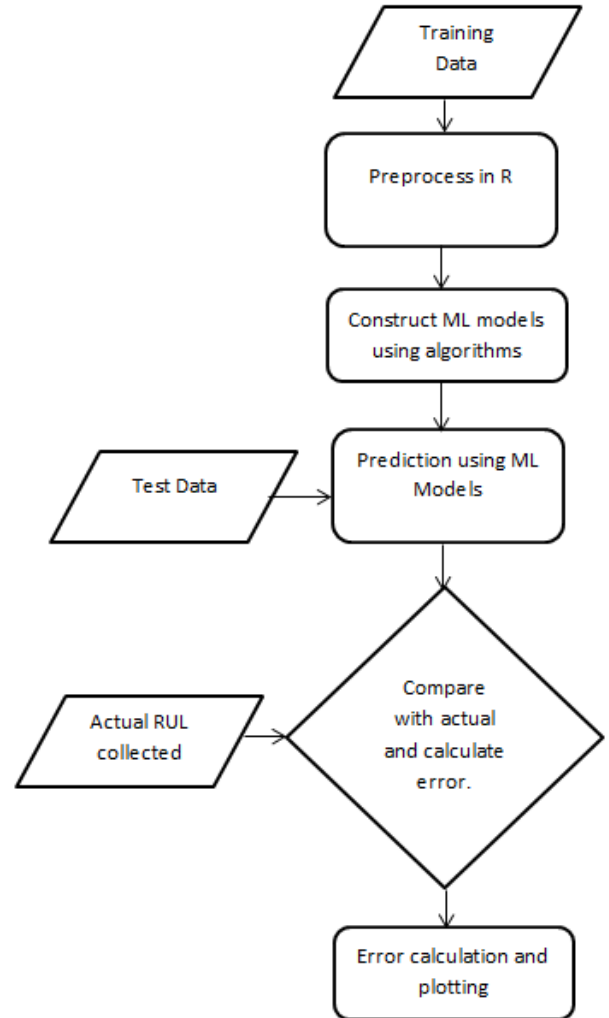 Training
Data
Preprocess in R
Construct ML models
using algorithms
Prediction using ML
Models
Test Data
Compare
with actual
and calculate
error.
Actual RUL
collected
Error calculation and
plotting